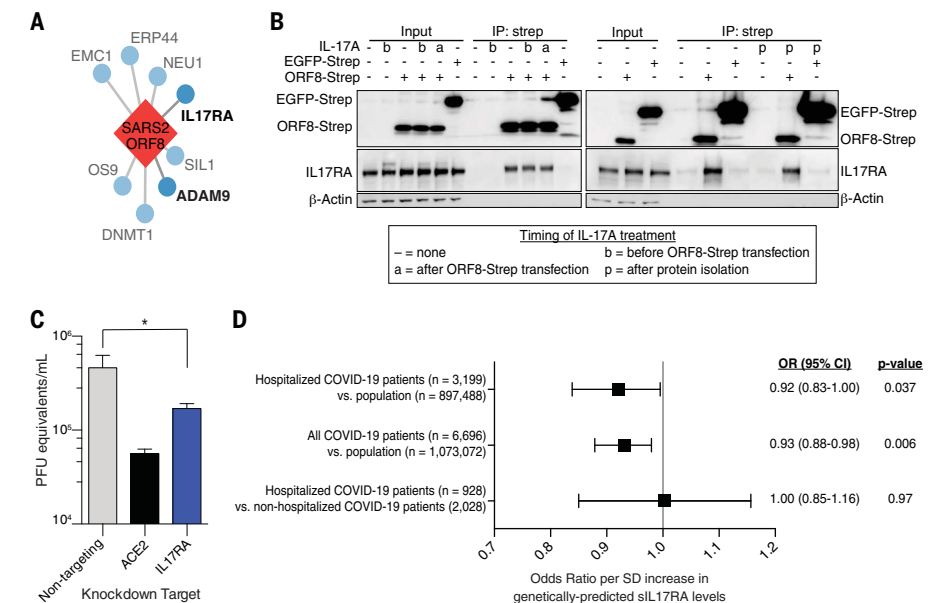 A
ERP44
EMC1
NEU1
IL17RA
SARS2
ORF8
SIL1
OS9
ADAM9
DNMT1
B
Input IP: strep Input IP: strep
IL-17A - b - b a - - b - b a - - - - - - - p p p
EGFP-Strep - - - - - + - - - - - + - - + - - + - - +
ORF8-Strep - - + + + - - - + + + - - + - - + - - + -
EGFP-Strep
ORF8-Strep
IL17RA
β-Actin
EGFP-Strep
ORF8-Strep
IL17RA
β-Actin
Timing of IL-17A treatment
– = none b = before ORF8-Strep transfection
a = after ORF8-Strep transfection p = after protein isolation
C
PFU equivalents/mL
10⁶
10⁵
10⁴
*
Non-targeting
ACE2
IL17RA
Knockdown Target
D
OR (95% CI) p-value
Hospitalized COVID-19 patients (n = 3,199)
vs. population (n = 897,488)
0.92 (0.83-1.00) 0.037
All COVID-19 patients (n = 6,696)
vs. population (n = 1,073,072)
0.93 (0.88-0.98) 0.006
Hospitalized COVID-19 patients (n = 928)
vs. non-hospitalized COVID-19 patients (2,028)
1.00 (0.85-1.16) 0.97
0.7 0.8 0.9 1.0 1.1 1.2
Odds Ratio per SD increase in
genetically-predicted sIL17RA levels